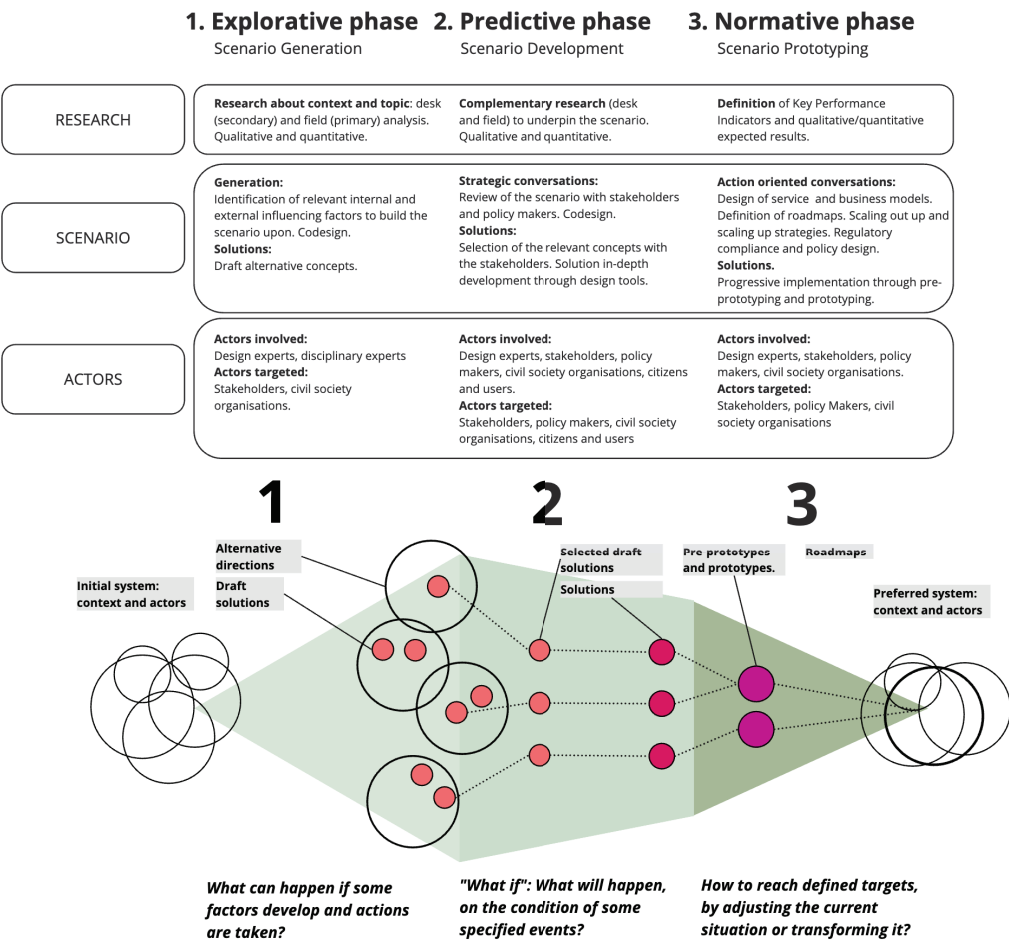 1. Explorative phase
Scenario Generation
2. Predictive phase
Scenario Development
3. Normative phase
Scenario Prototyping
RESEARCH
Research about context and topic: desk
(secondary) and field (primary) analysis.
Qualitative and quantitative.
Complementary research (desk
and field) to underpin the scenario.
Qualitative and quantitative.
Definition of Key Performance
Indicators and qualitative/quantitative
expected results.
SCENARIO
Generation:
Identification of relevant internal and
external influencing factors to build the
scenario upon. Codesign.
Solutions:
Draft alternative concepts.
Strategic conversations:
Review of the scenario with stakeholders
and policy makers. Codesign.
Solutions:
Selection of the relevant concepts with
the stakeholders. Solution in-depth
development through design tools.
Action oriented conversations:
Design of service and business models.
Definition of roadmaps. Scaling out up and
scaling up strategies. Regulatory
compliance and policy design.
Solutions.
Progressive implementation through pre-
prototyping and prototyping.
ACTORS
Actors involved:
Design experts, disciplinary experts
Actors targeted:
Stakeholders, civil society
organisations.
Actors involved:
Design experts, stakeholders, policy
makers, civil society organisations, citizens
and users.
Actors targeted:
Stakeholders, policy makers, civil society
organisations, citizens and users
Actors involved:
Design experts, stakeholders, policy
makers, civil society organisations.
Actors targeted:
Stakeholders, policy Makers, civil
society organisations
1
2
3
Initial system:
context and actors
Alternative
directions
Draft
solutions
Selected draft
solutions
Solutions
Pre prototypes
and prototypes.
Roadmaps
Preferred system:
context and actors
What can happen if some
factors develop and actions
are taken?
"What if": What will happen,
on the condition of some
specified events?
How to reach defined targets,
by adjusting the current
situation or transforming it?